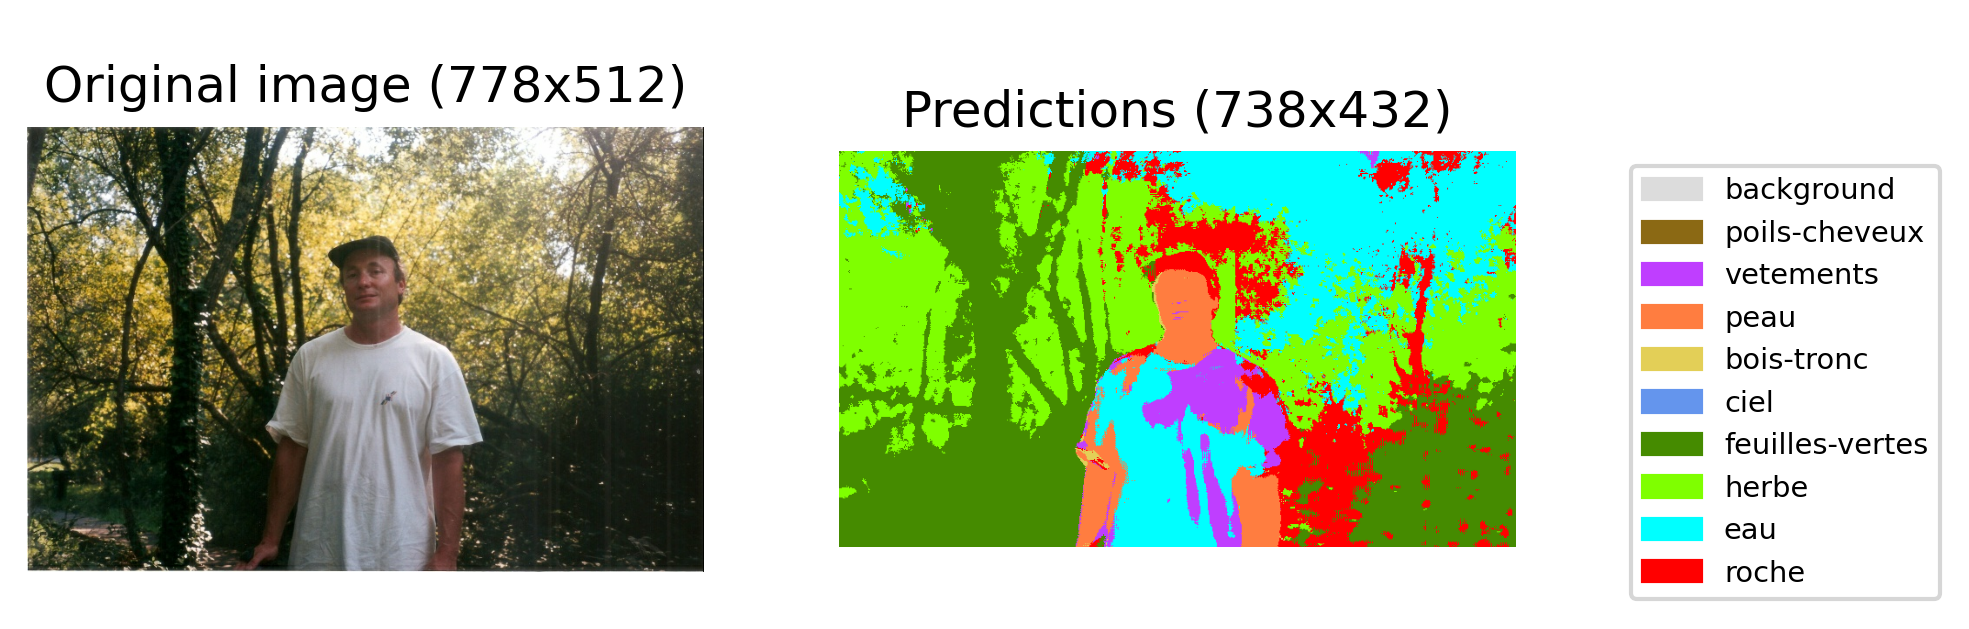 Original image (778x512)
Predictions (738x432)
background
poils-cheveux
vetements
peau
bois-tronc
ciel
feuilles-vertes
herbe
eau
roche